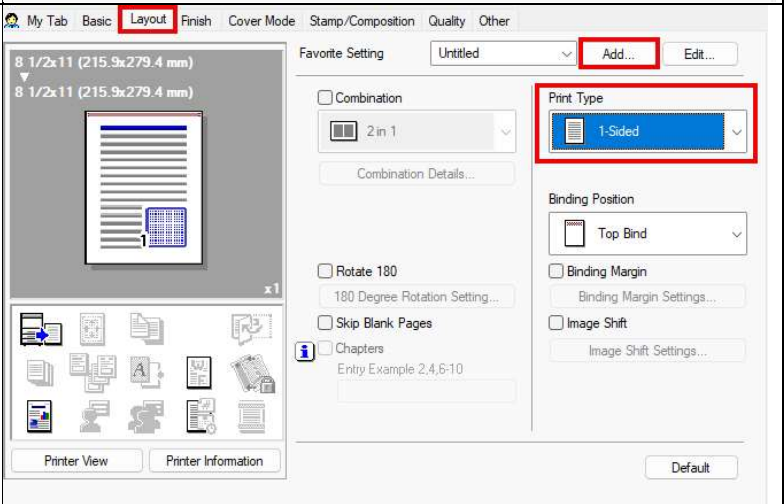 My Tab Basic Layout Finish Cover Mode Stamp/Composition Quality Other
8 1/2x11 (215.9x279.4 mm)
8 1/2x11 (215.9x279.4 mm)
1
x1
Printer View Printer Information
Favorite Setting Untitled Add... Edit...
Combination
2 in 1
Combination Details...
Rotate 180
180 Degree Rotation Setting...
Skip Blank Pages
Chapters
Entry Example 2,4,6-10
Print Type
1-Sided
Binding Position
Top Bind
Binding Margin
Binding Margin Settings...
Image Shift
Image Shift Settings...
Default